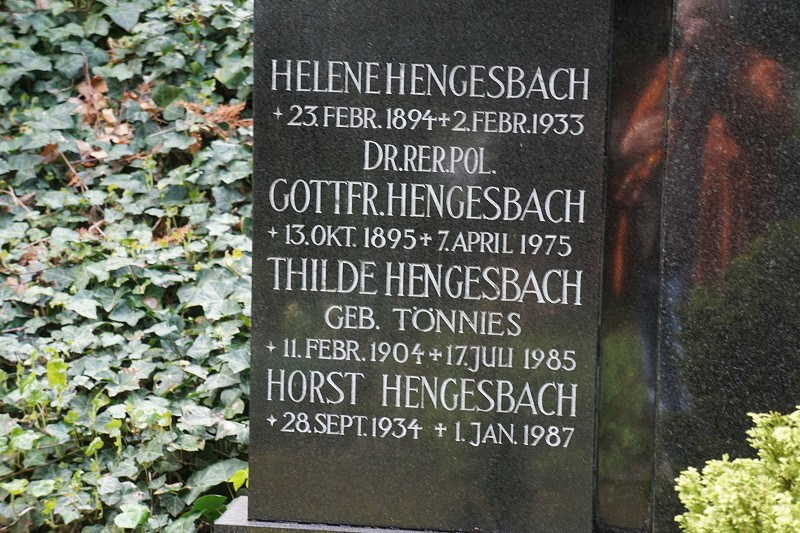 HELENE HENGESBACH
+ 23. FEBR. 1894 + 2. FEBR. 1933
DR. RER. POL.
GOTTFR. HENGESBACH
+ 13. OKT. 1895 + 7. APRIL 1975
THILDE HENGESBACH
GEB. TÖNNIES
+ 11. FEBR. 1904 + 17. JULI 1985
HORST HENGESBACH
+ 28. SEPT. 1934 + 1. JAN. 1987